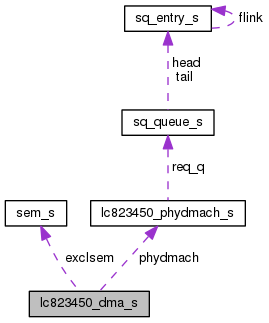 sq_entry_s
flink
head
tail
sq_queue_s
req_q
sem_s
lc823450_phydmach_s
exclsem
phydmach
lc823450_dma_s